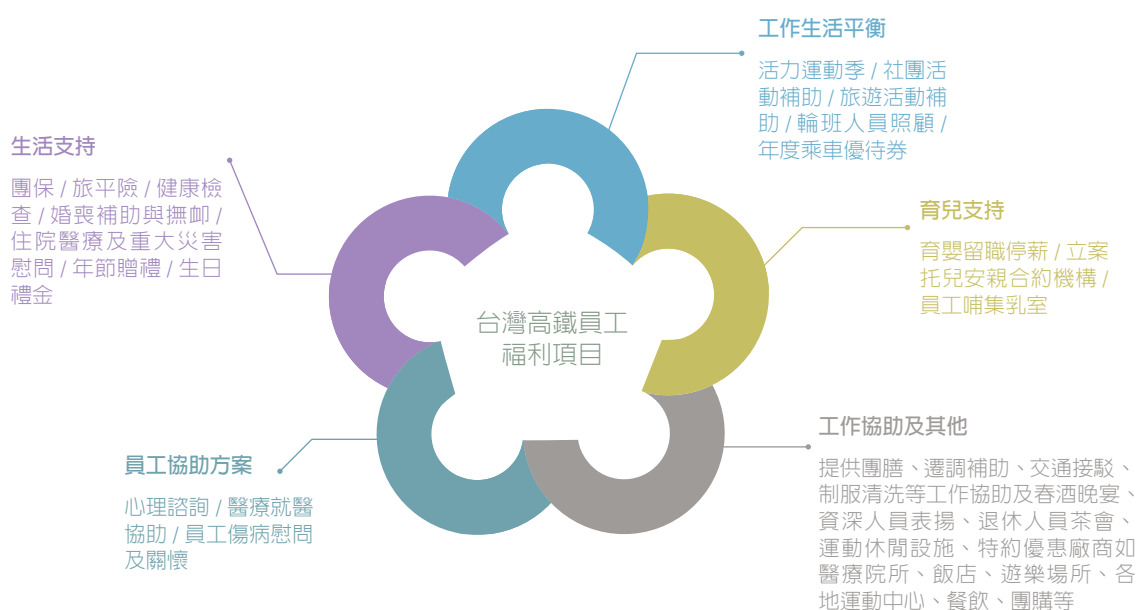 工作生活平衡
活力運動季 / 社團活
動補助 / 旅遊活動補
助 / 輪班人員照顧 /
年度乘車優待券
生活支持
團保 / 旅平險 / 健康檢
查 / 婚喪補助與撫卹 /
住院醫療及重大災害
慰問 / 年節贈禮 / 生日
禮金
育兒支持
育嬰留職停薪 / 立案
托兒安親合約機構 /
員工哺集乳室
台灣高鐵員工
福利項目
員工協助方案
心理諮詢 / 醫療就醫
協助 / 員工傷病慰問
及關懷
工作協助及其他
提供團膳、遷調補助、交通接駁、
制服清洗等工作協助及春酒晚宴、
資深人員表揚、退休人員茶會、
運動休閒設施、特約優惠廠商如
醫療院所、飯店、遊樂場所、各
地運動中心、餐飲、團購等